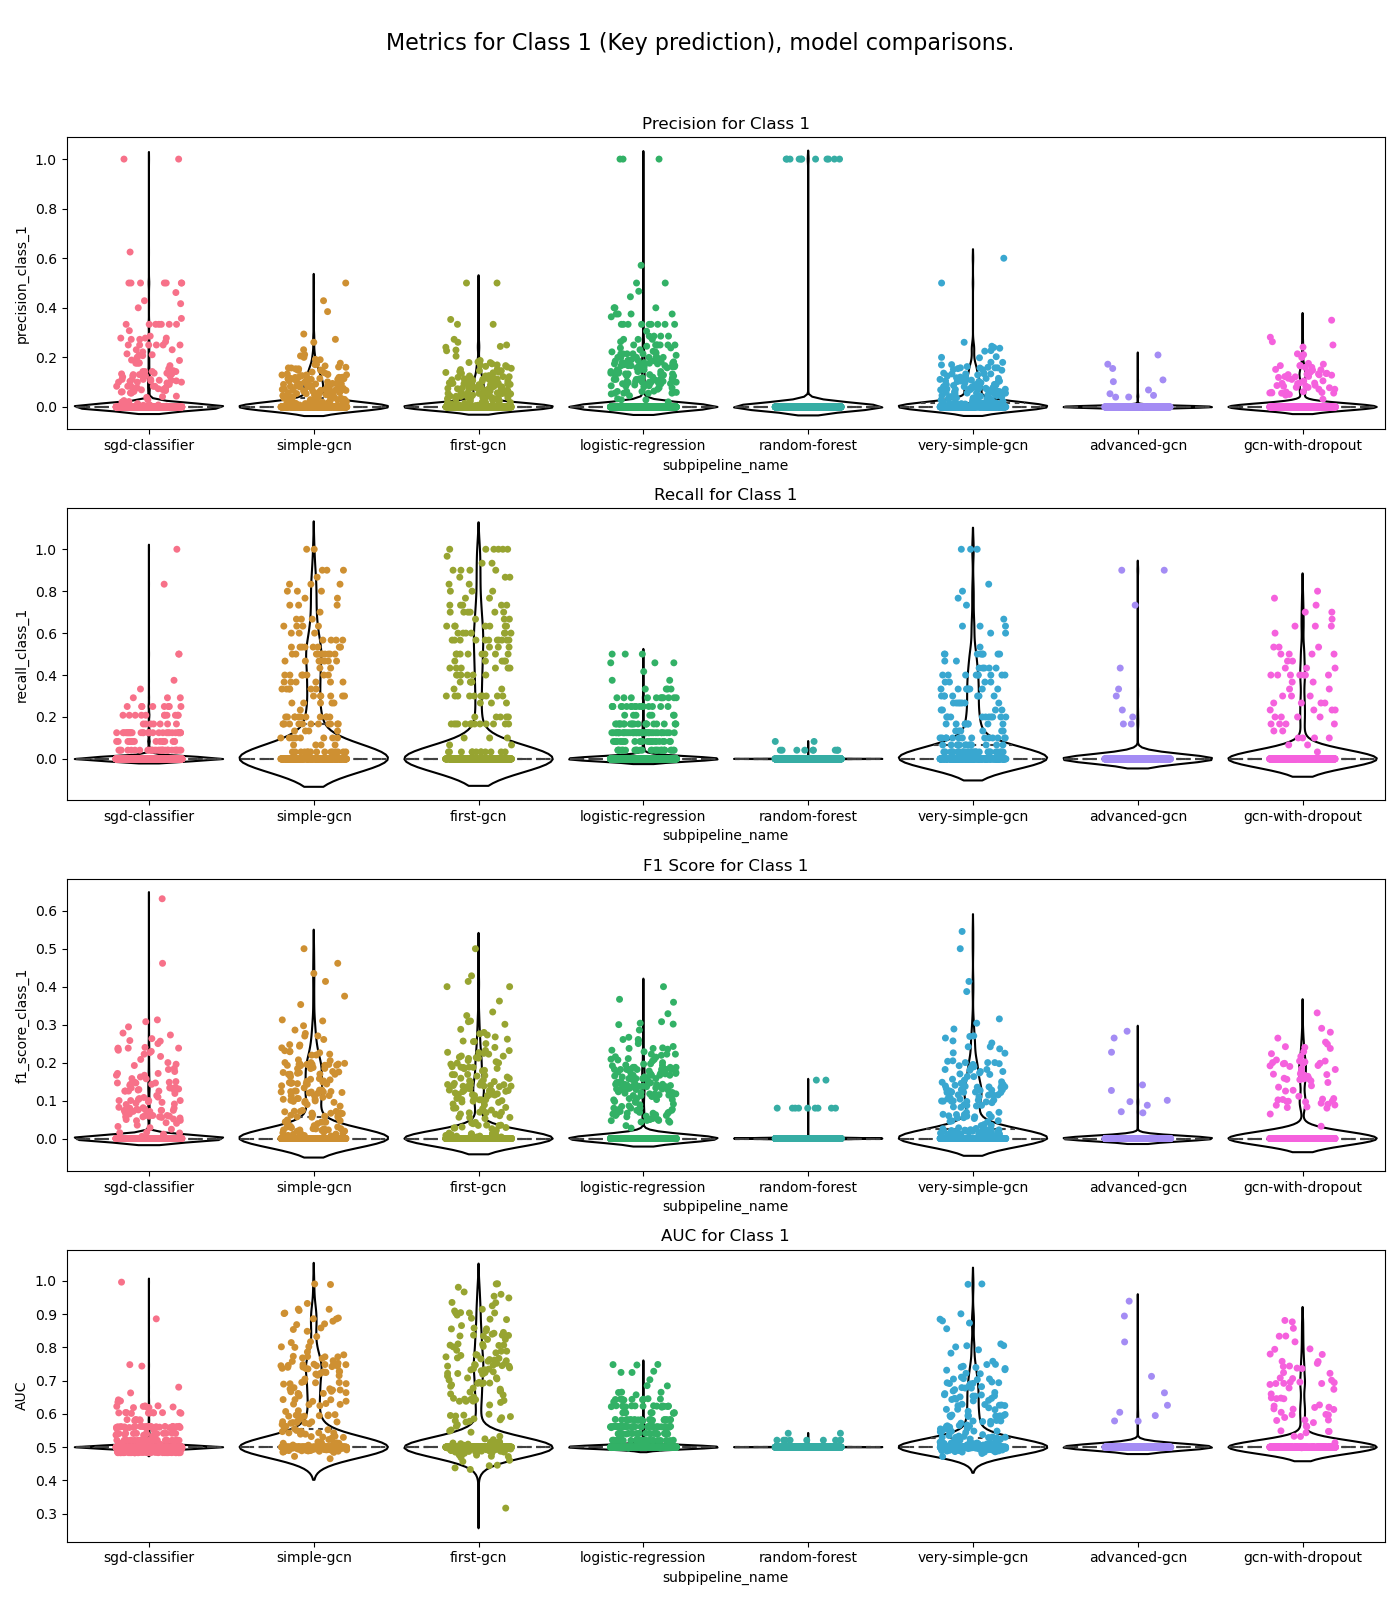 Metrics for Class 1 (Key prediction), model comparisons.
Precision for Class 1
precision_class_1
1.0
0.8
0.6
0.4
0.2
0.0
sgd-classifier simple-gcn first-gcn logistic-regression random-forest very-simple-gcn advanced-gcn gcn-with-dropout
subpipeline_name
Recall for Class 1
recall_class_1
1.0
0.8
0.6
0.4
0.2
0.0
sgd-classifier simple-gcn first-gcn logistic-regression random-forest very-simple-gcn advanced-gcn gcn-with-dropout
subpipeline_name
F1 Score for Class 1
f1_score_class_1
0.6
0.5
0.4
0.3
0.2
0.1
0.0
sgd-classifier simple-gcn first-gcn logistic-regression random-forest very-simple-gcn advanced-gcn gcn-with-dropout
subpipeline_name
AUC for Class 1
AUC
1.0
0.9
0.8
0.7
0.6
0.5
0.4
0.3
sgd-classifier simple-gcn first-gcn logistic-regression random-forest very-simple-gcn advanced-gcn gcn-with-dropout
subpipeline_name